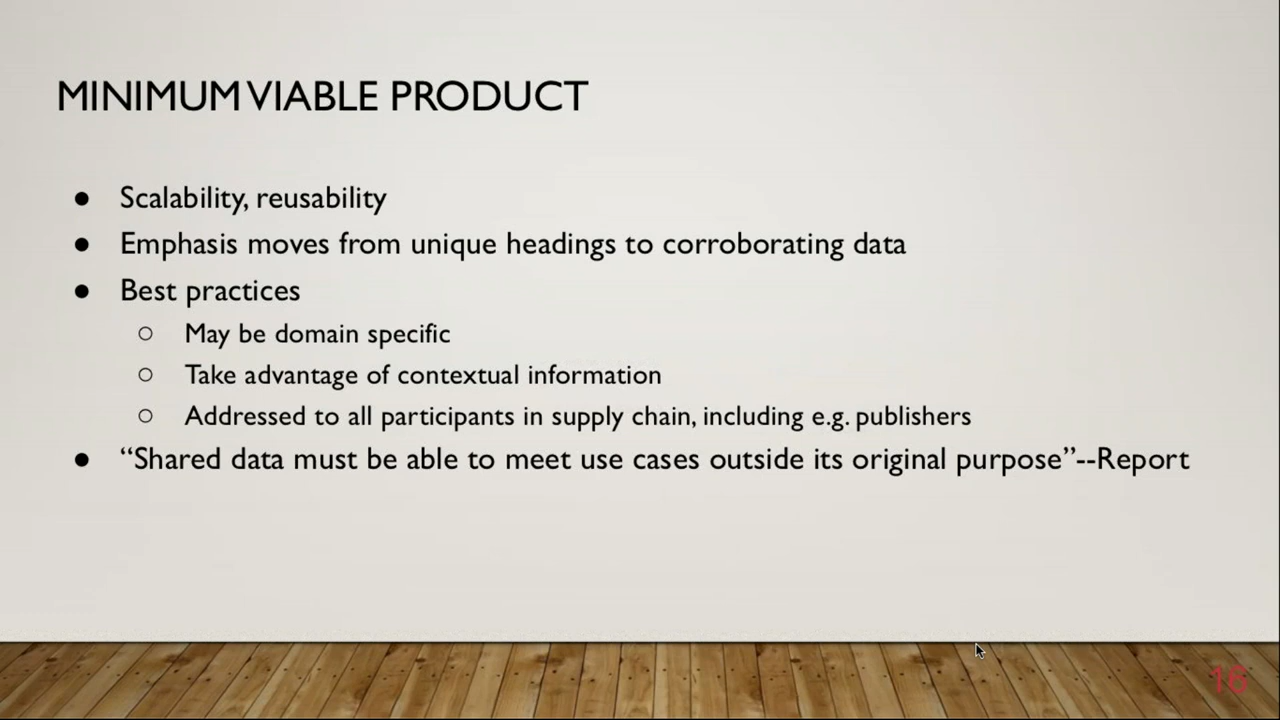 MINIMUM VIABLE PRODUCT
● Scalability, reusability
● Emphasis moves from unique headings to corroborating data
● Best practices
○ May be domain specific
○ Take advantage of contextual information
○ Addressed to all participants in supply chain, including e.g. publishers
● “Shared data must be able to meet use cases outside its original purpose”--Report
16